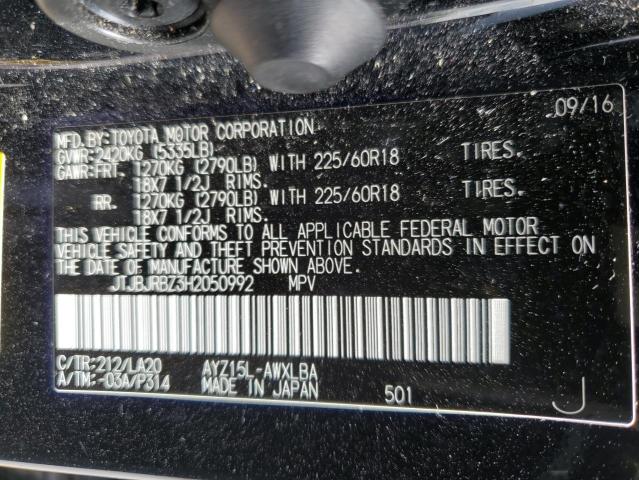 09/16
MFD.BY:TOYOTA MOTOR CORPORATION
GVWR:2420KG (5335LB)
GAWR:FRT. 1270KG (2790LB) WITH 225/60R18 TIRES.
18X7 1/2J RIMS.
RR. 1270KG (2790LB) WITH 225/60R18 TIRES.
18X7 1/2J RIMS.
THIS VEHICLE CONFORMS TO ALL APPLICABLE FEDERAL MOTOR
VEHICLE SAFETY AND THEFT PREVENTION STANDARDS IN EFFECT ON
THE DATE OF MANUFACTURE SHOWN ABOVE.
JTJBJRBZ3H2050992 MPV
C/TR:212/LA20 AYZ15L-AWXLBA
A/TM:-03A/P314 MADE IN JAPAN 501 J